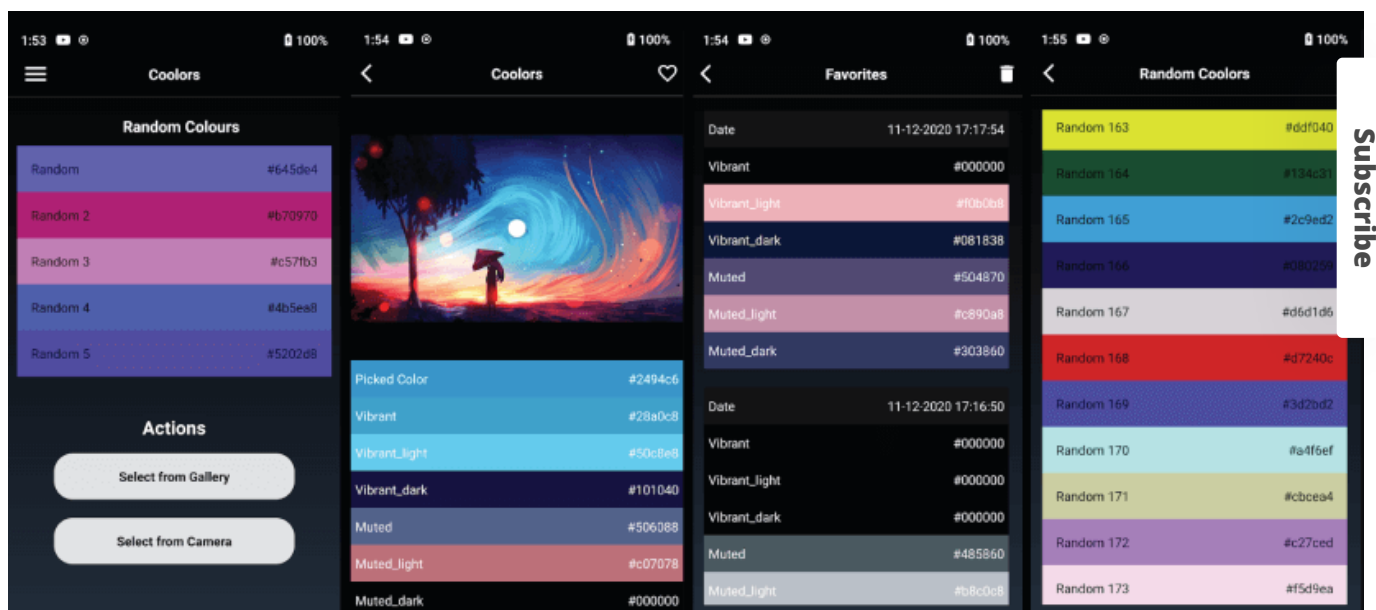 1:53 100%
Coolors
Random Colours
Random #645de4
Random 2 #b70970
Random 3 #c57fb3
Random 4 #4b5ea8
Random 5 #5202d8
Actions
Select from Gallery
Select from Camera
1:54 100%
Coolors
Picked Color #2494c6
Vibrant #28a0c8
Vibrant_light #50c8e8
Vibrant_dark #101040
Muted #506088
Muted_light #c07078
Muted_dark #000000
1:54 100%
Favorites
Date 11-12-2020 17:17:54
Vibrant #000000
Vibrant_light #f0b0b8
Vibrant_dark #081838
Muted #504870
Muted_light #c890a8
Muted_dark #303860
Date 11-12-2020 17:16:50
Vibrant #000000
Vibrant_light #000000
Vibrant_dark #000000
Muted #485860
Muted_light #b8c0c8
1:55 100%
Random Coolors
Random 163 #ddf040
Random 164 #134c31
Random 165 #2c9ed2
Random 166 #080259
Random 167 #d6d1d6
Random 168 #d7240c
Random 169 #3d2bd2
Random 170 #a4f6ef
Random 171 #cbcea4
Random 172 #c27ced
Random 173 #f5d9ea
Subscribe